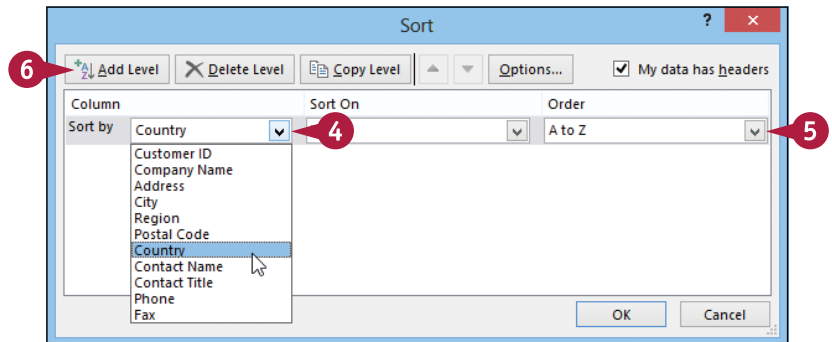 Sort
?
6
Add Level Delete Level Copy Level Options... My data has headers
Column Sort On Order
Sort by Country A to Z
4
5
Customer ID
Company Name
Address
City
Region
Postal Code
Country
Contact Name
Contact Title
Phone
Fax
OK Cancel